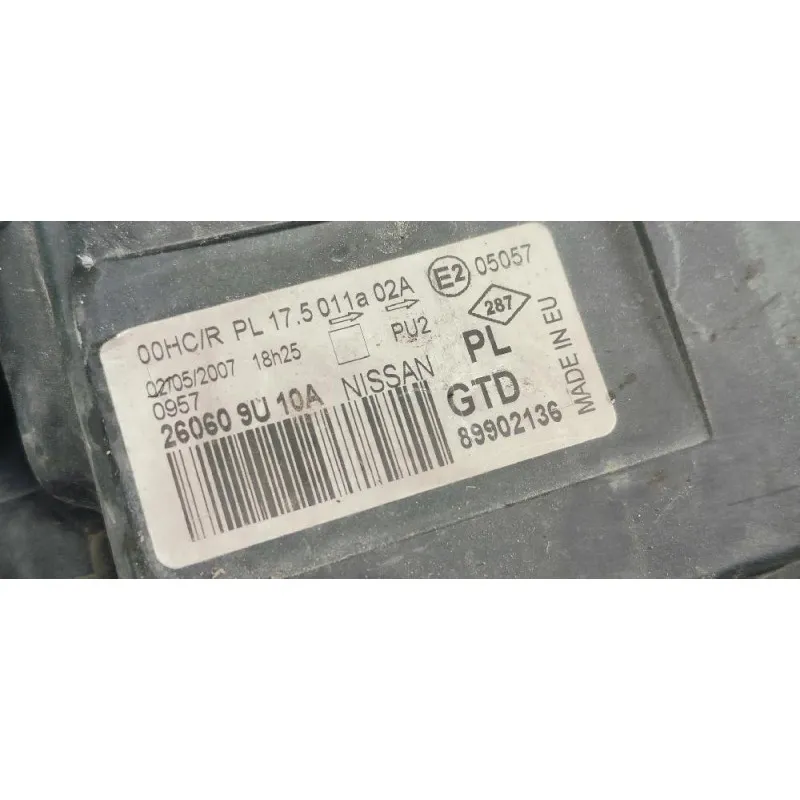 00HC/R PL 17.5 011a 02A E2 05057
02/05/2007 18h25 PU2 287
0957
26060 9U 10A NISSAN PL
GTD
89902136
MADE IN EU